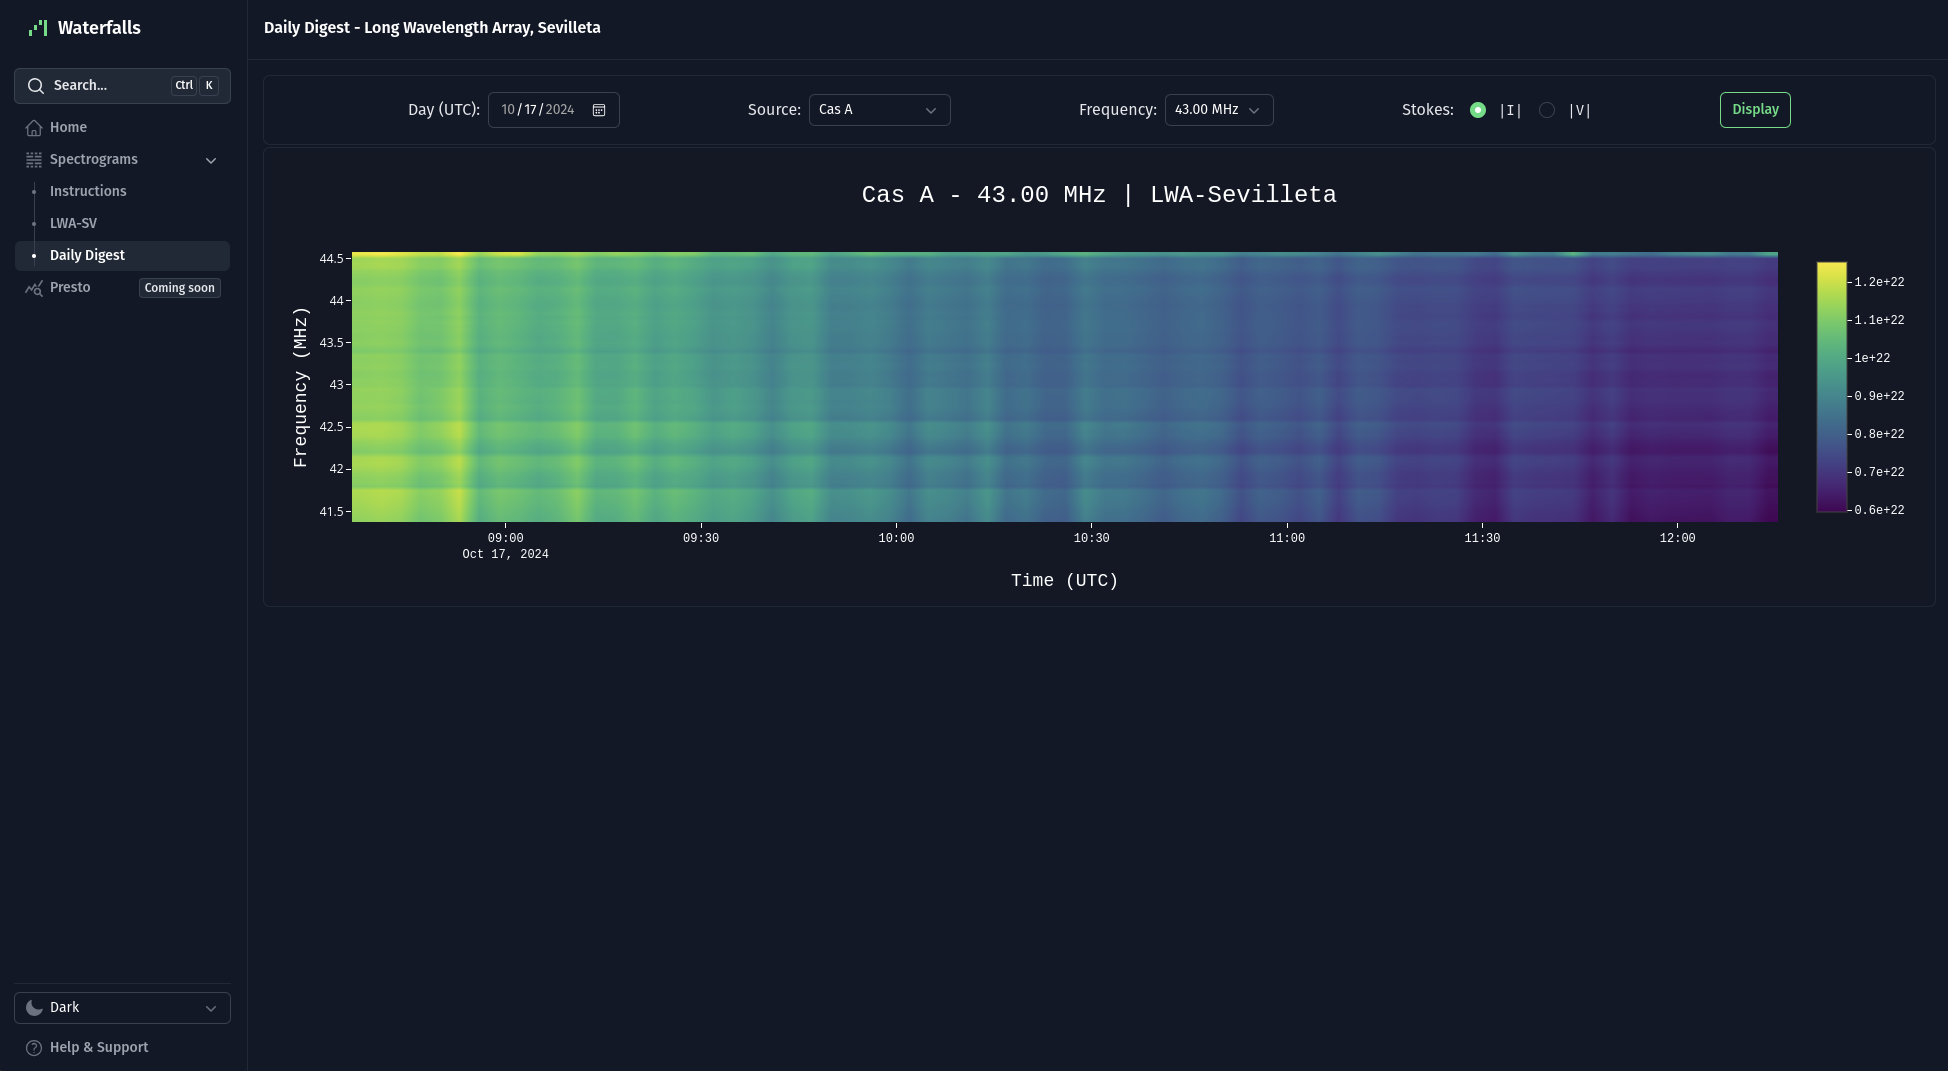 Waterfalls
Daily Digest - Long Wavelength Array, Sevilleta
Search...
Ctrl K
Home
Spectrograms
Instructions
LWA-SV
Daily Digest
Presto
Coming soon
Day (UTC): 10/17/2024
Source: Cas A
Frequency: 43.00 MHz
Stokes: |I| |V|
Display
Cas A - 43.00 MHz | LWA-Sevilleta
Frequency (MHz)
44.5
44
43.5
43
42.5
42
41.5
09:00 09:30 10:00 10:30 11:00 11:30 12:00
Oct 17, 2024
Time (UTC)
1.2e+22
1.1e+22
1e+22
0.9e+22
0.8e+22
0.7e+22
0.6e+22
Dark
Help & Support